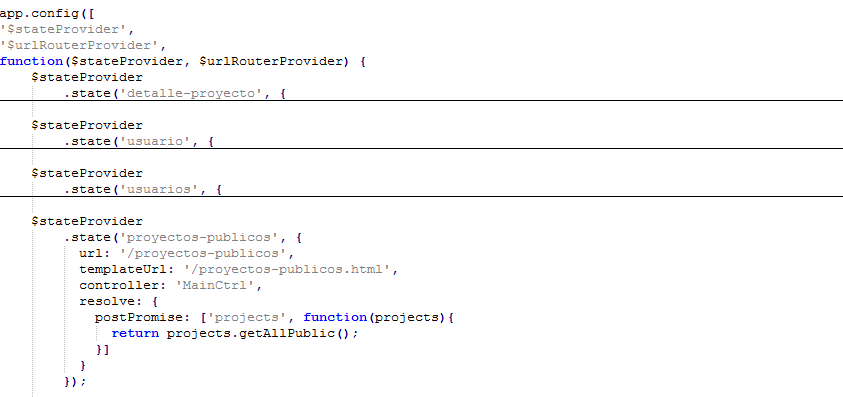 app.config([
'$stateProvider',
'$urlRouterProvider',
function($stateProvider, $urlRouterProvider) {
    $stateProvider
        .state('detalle-proyecto', {
    $stateProvider
        .state('usuario', {
    $stateProvider
        .state('usuarios', {
    $stateProvider
        .state('proyectos-publicos', {
          url: '/proyectos-publicos',
          templateUrl: '/proyectos-publicos.html',
          controller: 'MainCtrl',
          resolve: {
            postPromise: ['projects', function(projects){
              return projects.getAllPublic();
            }]
          }
        });